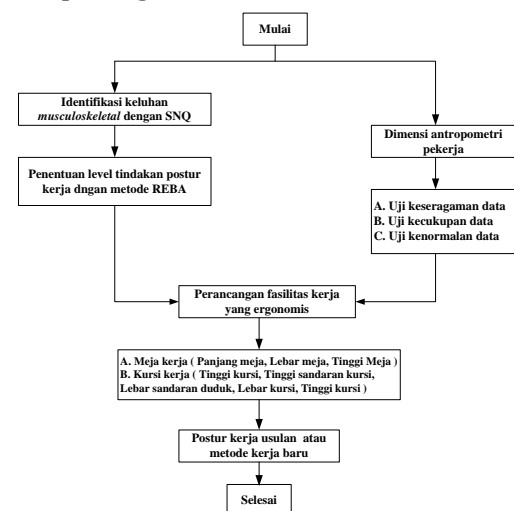 Mulai
Identifikasi keluhan
musculoskeletal dengan SNQ
Penentuan level tindakan postur
kerja dngan metode REBA
Dimensi antropometri
pekerja
A. Uji keseragaman data
B. Uji kecukupan data
C. Uji kenormalan data
Perancangan fasilitas kerja
yang ergonomis
A. Meja kerja ( Panjang meja, Lebar meja, Tinggi Meja )
B. Kursi kerja ( Tinggi kursi, Tinggi sandaran kursi,
Lebar sandaran duduk, Lebar kursi, Tinggi kursi )
Postur kerja usulan atau
metode kerja baru
Selesai